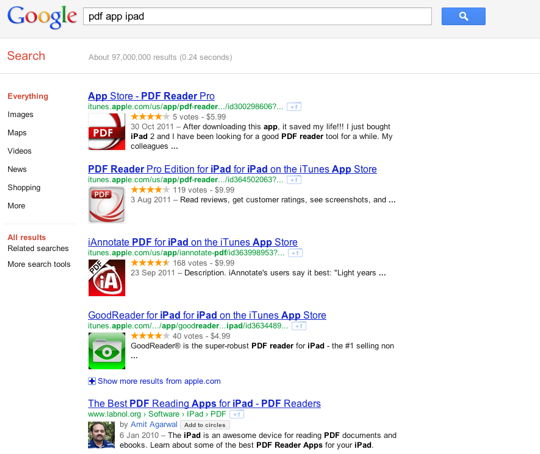 Google
pdf app ipad
Search
About 97,000,000 results (0.24 seconds)
Everything
Images
Maps
Videos
News
Shopping
More
All results
Related searches
More search tools
App Store - PDF Reader Pro
itunes.apple.com/us/app/pdf-reader.../id300298606?...
+1
PDF
5 votes - $5.99
30 Oct 2011 – After downloading this app, it saved my life!!! I just bought
iPad 2 and I have been looking for a good PDF reader tool for a while. My
colleagues ...
PDF Reader Pro Edition for iPad for iPad on the iTunes App Store
itunes.apple.com/us/app/pdf-reader.../id364502063?...
+1
PDF
119 votes - $9.99
3 Aug 2011 – Read reviews, get customer ratings, see screenshots, and ...
iAnnotate PDF for iPad on the iTunes App Store
itunes.apple.com/us/app/iannotate-pdf/id363998953?...
+1
PDF
iA
168 votes - $9.99
23 Sep 2011 – Description. iAnnotate's users say it best: "Light years ...
GoodReader for iPad for iPad on the iTunes App Store
itunes.apple.com/.../app/goodreader...ipad/id3634489...
+1
40 votes - $4.99
GoodReader® is the super-robust PDF reader for iPad - the #1 selling non
...
Show more results from apple.com
The Best PDF Reading Apps for iPad - PDF Readers
www.labnol.org › Software › IPad › PDF
+1
by Amit Agarwal
Add to circles
6 Jan 2010 – The iPad is an awesome device for reading PDF documents and
ebooks. Learn about some of the best PDF Reader Apps for your iPad.